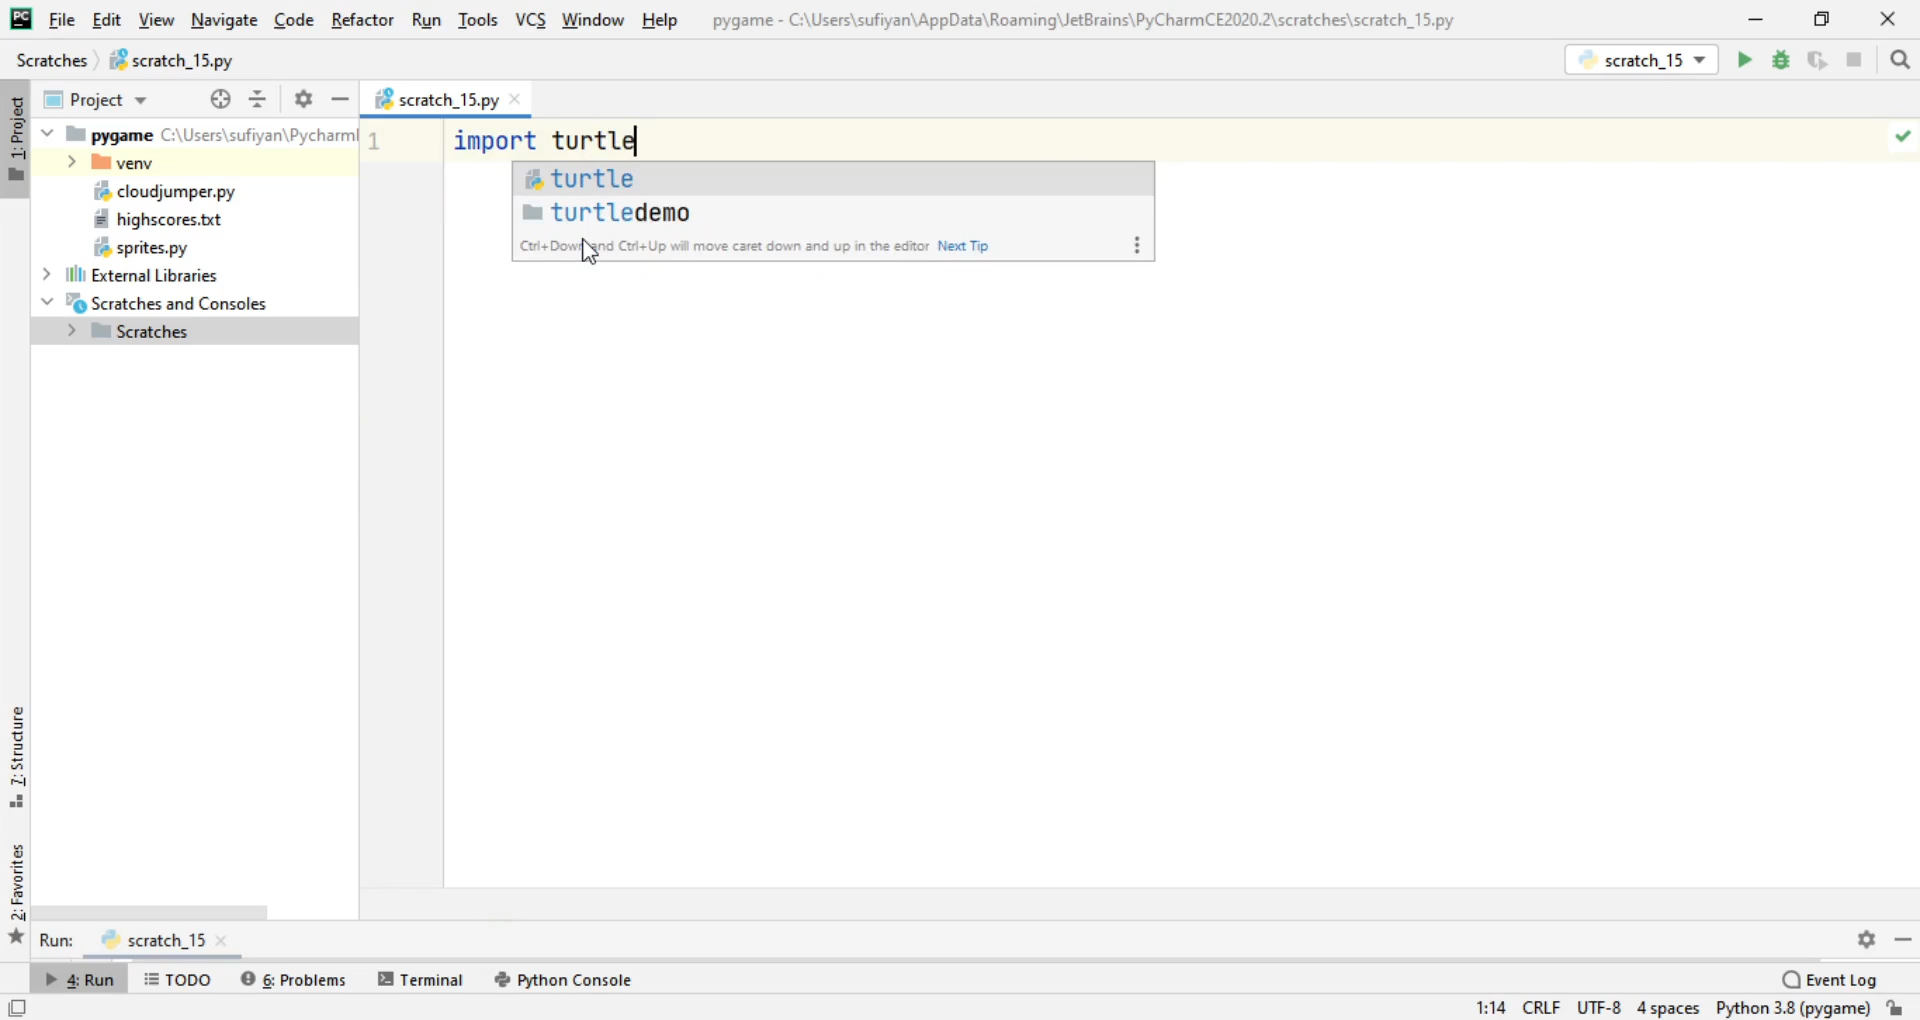 PC File Edit View Navigate Code Refactor Run Tools VCS Window Help pygame - C:\Users\sufiyan\AppData\Roaming\JetBrains\PyCharmCE2020.2\scratches\scratch_15.py
Scratches scratch_15.py scratch_15
1: Project
Project scratch_15.py
pygame C:\Users\sufiyan\Pycharm
1 import turtle
venv
turtle
cloudjumper.py
turtledemo
highscores.txt
Ctrl+Down and Ctrl+Up will move caret down and up in the editor Next Tip
sprites.py
External Libraries
Scratches and Consoles
Scratches
7: Structure
2: Favorites
Run: scratch_15
4: Run TODO 6: Problems Terminal Python Console Event Log
1:14 CRLF UTF-8 4 spaces Python 3.8 (pygame)